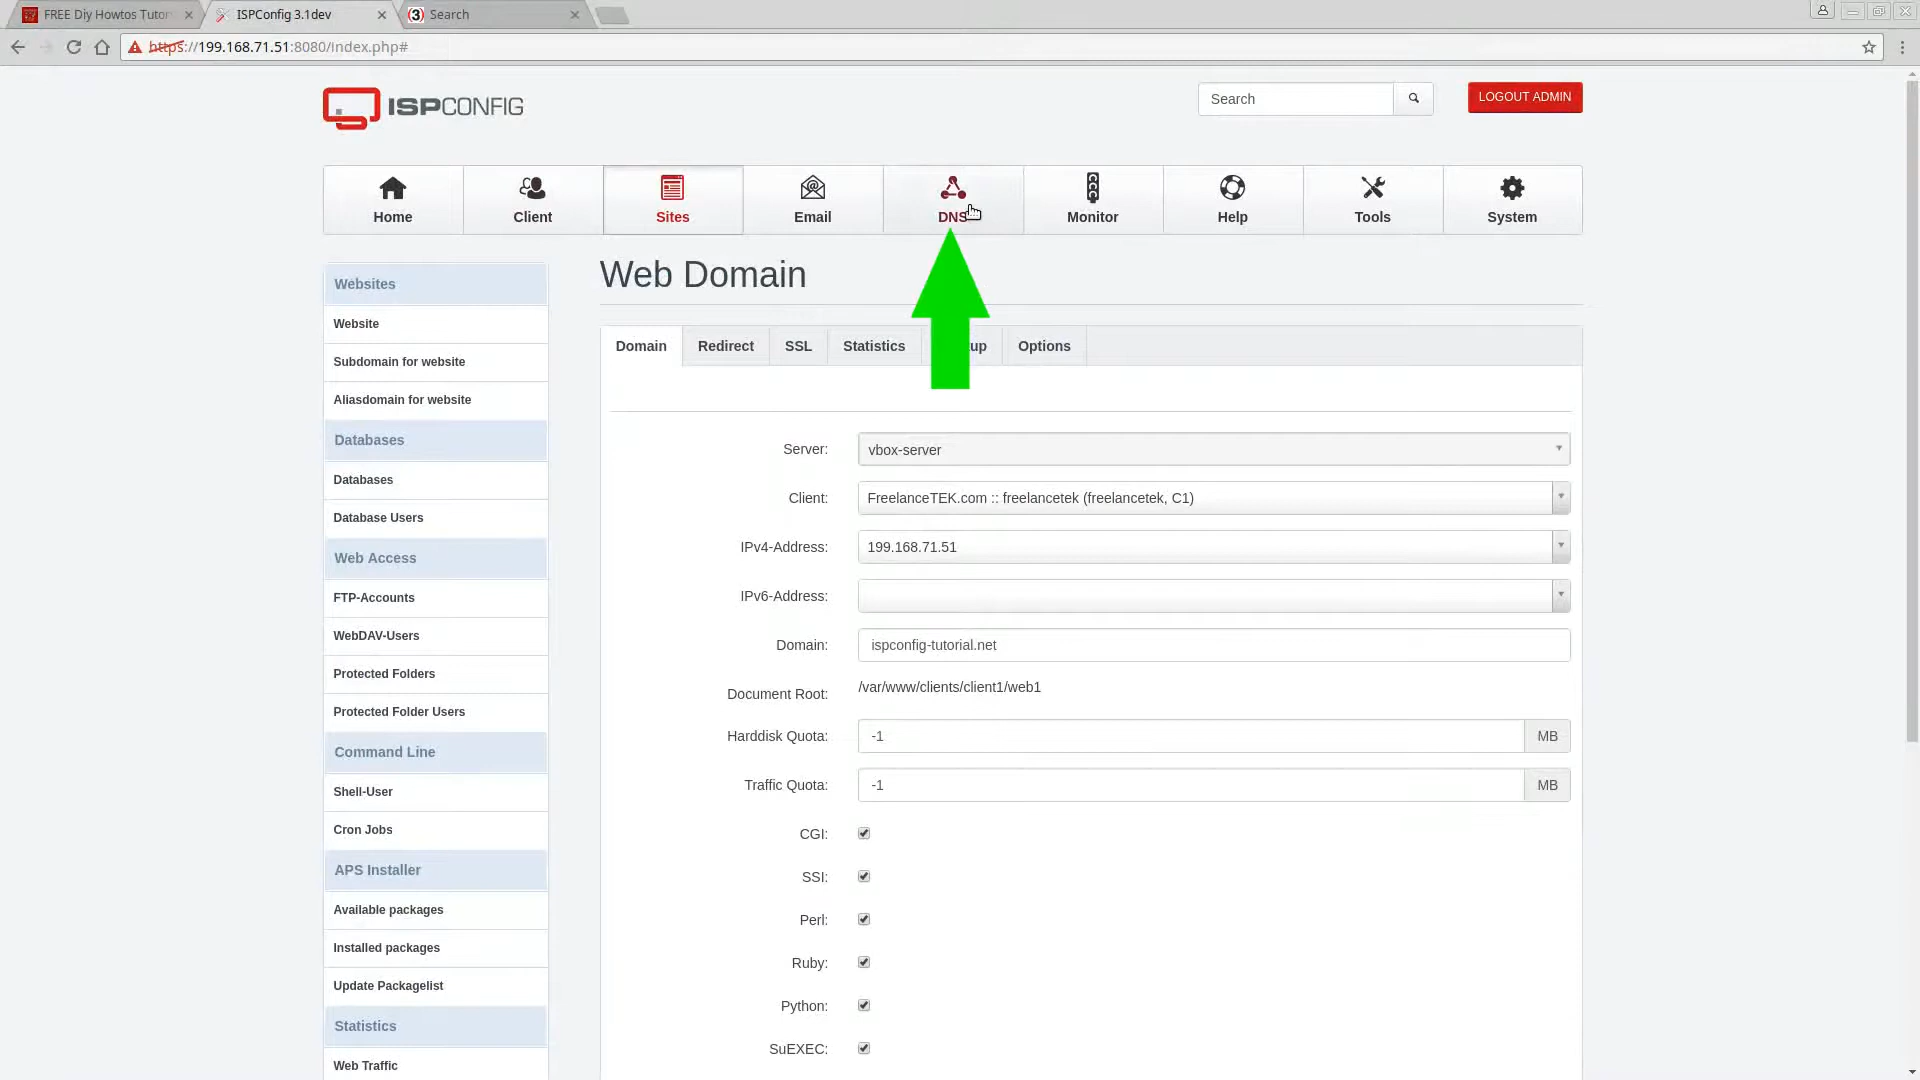 FREE Diy Howtos Tutor
ISPConfig 3.1dev
Search
https://199.168.71.51:8080/index.php#
ISPCONFIG
Search
LOGOUT ADMIN
Home
Client
Sites
Email
DNS
Monitor
Help
Tools
System
Websites
Website
Subdomain for website
Aliasdomain for website
Databases
Databases
Database Users
Web Access
FTP-Accounts
WebDAV-Users
Protected Folders
Protected Folder Users
Command Line
Shell-User
Cron Jobs
APS Installer
Available packages
Installed packages
Update Packagelist
Statistics
Web Traffic
Web Domain
Domain
Redirect
SSL
Statistics
up
Options
Server: vbox-server
Client: FreelanceTEK.com :: freelancetek (freelancetek, C1)
IPv4-Address: 199.168.71.51
IPv6-Address:
Domain: ispconfig-tutorial.net
Document Root: /var/www/clients/client1/web1
Harddisk Quota: -1 MB
Traffic Quota: -1 MB
CGI:
SSI:
Perl:
Ruby:
Python:
SuEXEC: